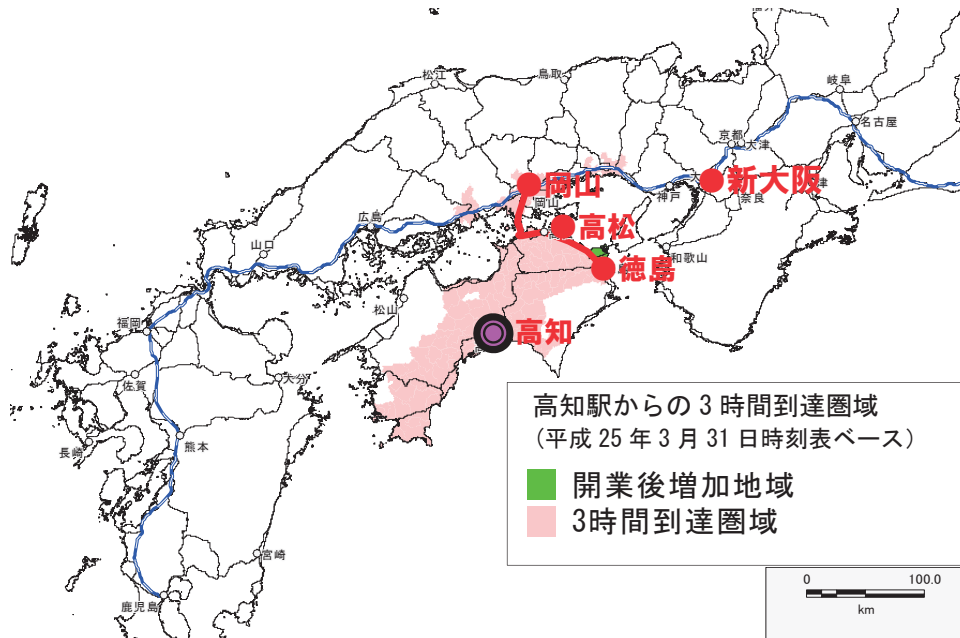 松江
鳥取
岐阜
名古屋
京都
大津
岡山
新大阪
津
岡山
神戸
奈良
広島
高松
山口
徳島
和歌山
松山
福岡
高知
佐賀
大分
長崎
熊本
宮崎
鹿児島
高知駅からの3時間到達圏域
(平成25年3月31日時刻表ベース)
開業後増加地域
3時間到達圏域
0 100.0
km